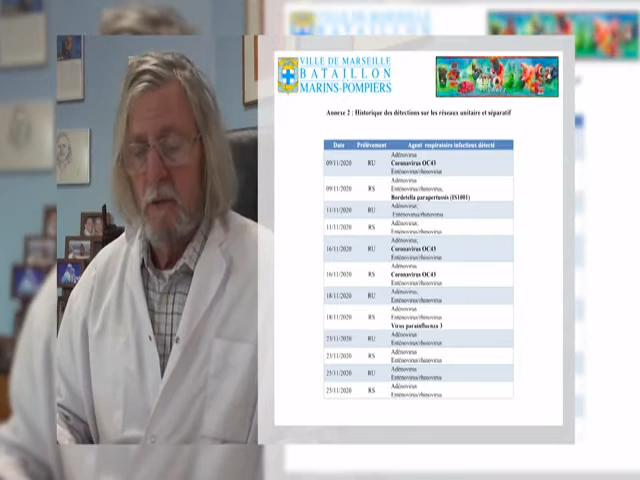 VILLE DE MARSEILLE
BATAILLON
MARINS-POMPIERS
Annexe 2 : Historique des détections sur les réseaux unitaire et séparatif
Date Prélèvement Agent respiratoire infectieux détecté
09/11/2020 RU Adénovirus
Coronavirus OC43
Entérovirus/rhinovirus
09/11/2020 RS Adénovirus
Entérovirus/rhinovirus,
Bordetella parapertussis (IS1001)
11/11/2020 RU Adénovirus,
Entérovirus/rhinovirus
11/11/2020 RS Adénovirus,
Entérovirus/rhinovirus
16/11/2020 RU Adénovirus,
Coronavirus OC43
Entérovirus/rhinovirus
16/11/2020 RS Adénovirus
Coronavirus OC43
Entérovirus/rhinovirus
18/11/2020 RU Adénovirus,
Entérovirus/rhinovirus
18/11/2020 RS Adénovirus
Entérovirus/rhinovirus
Virus parainfluenza 3
23/11/2020 RU Adénovirus
Entérovirus/rhinovirus
23/11/2020 RS Adénovirus
Entérovirus/rhinovirus
25/11/2020 RU Adénovirus
Entérovirus/rhinovirus
25/11/2020 RS Adénovirus
Entérovirus/rhinovirus